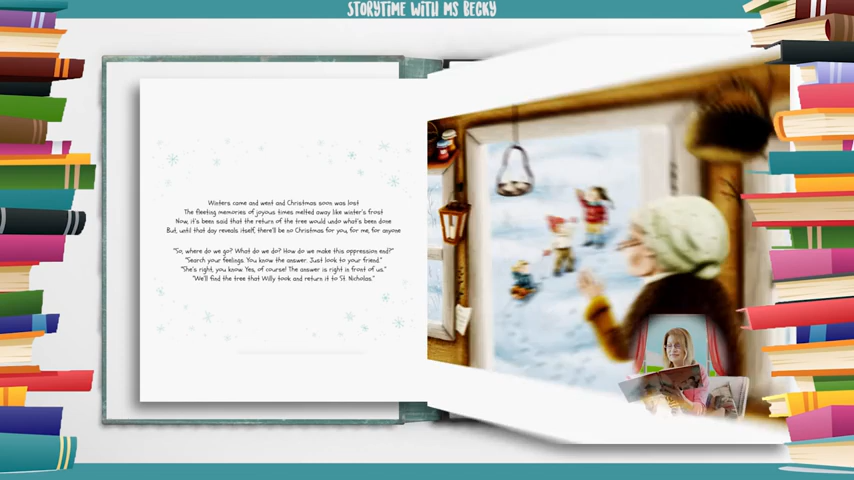 STORYTIME WITH MS BECKY
Winters came and went and Christmas soon was lost
The fleeting memories of joyous times melted away like winter's frost
Now, it's been said that the return of the tree would undo what's been done
But, until that day reveals itself, there'll be no Christmas for you, for me, for anyone
"So, where do we go? What do we do? How do we make this oppression end?"
"Search your feelings. You know the answer. Just look to your friend."
"She's right, you know. Yes, of course! The answer is right in front of us."
"We'll find the tree that Willy took and return it to St. Nicholas."